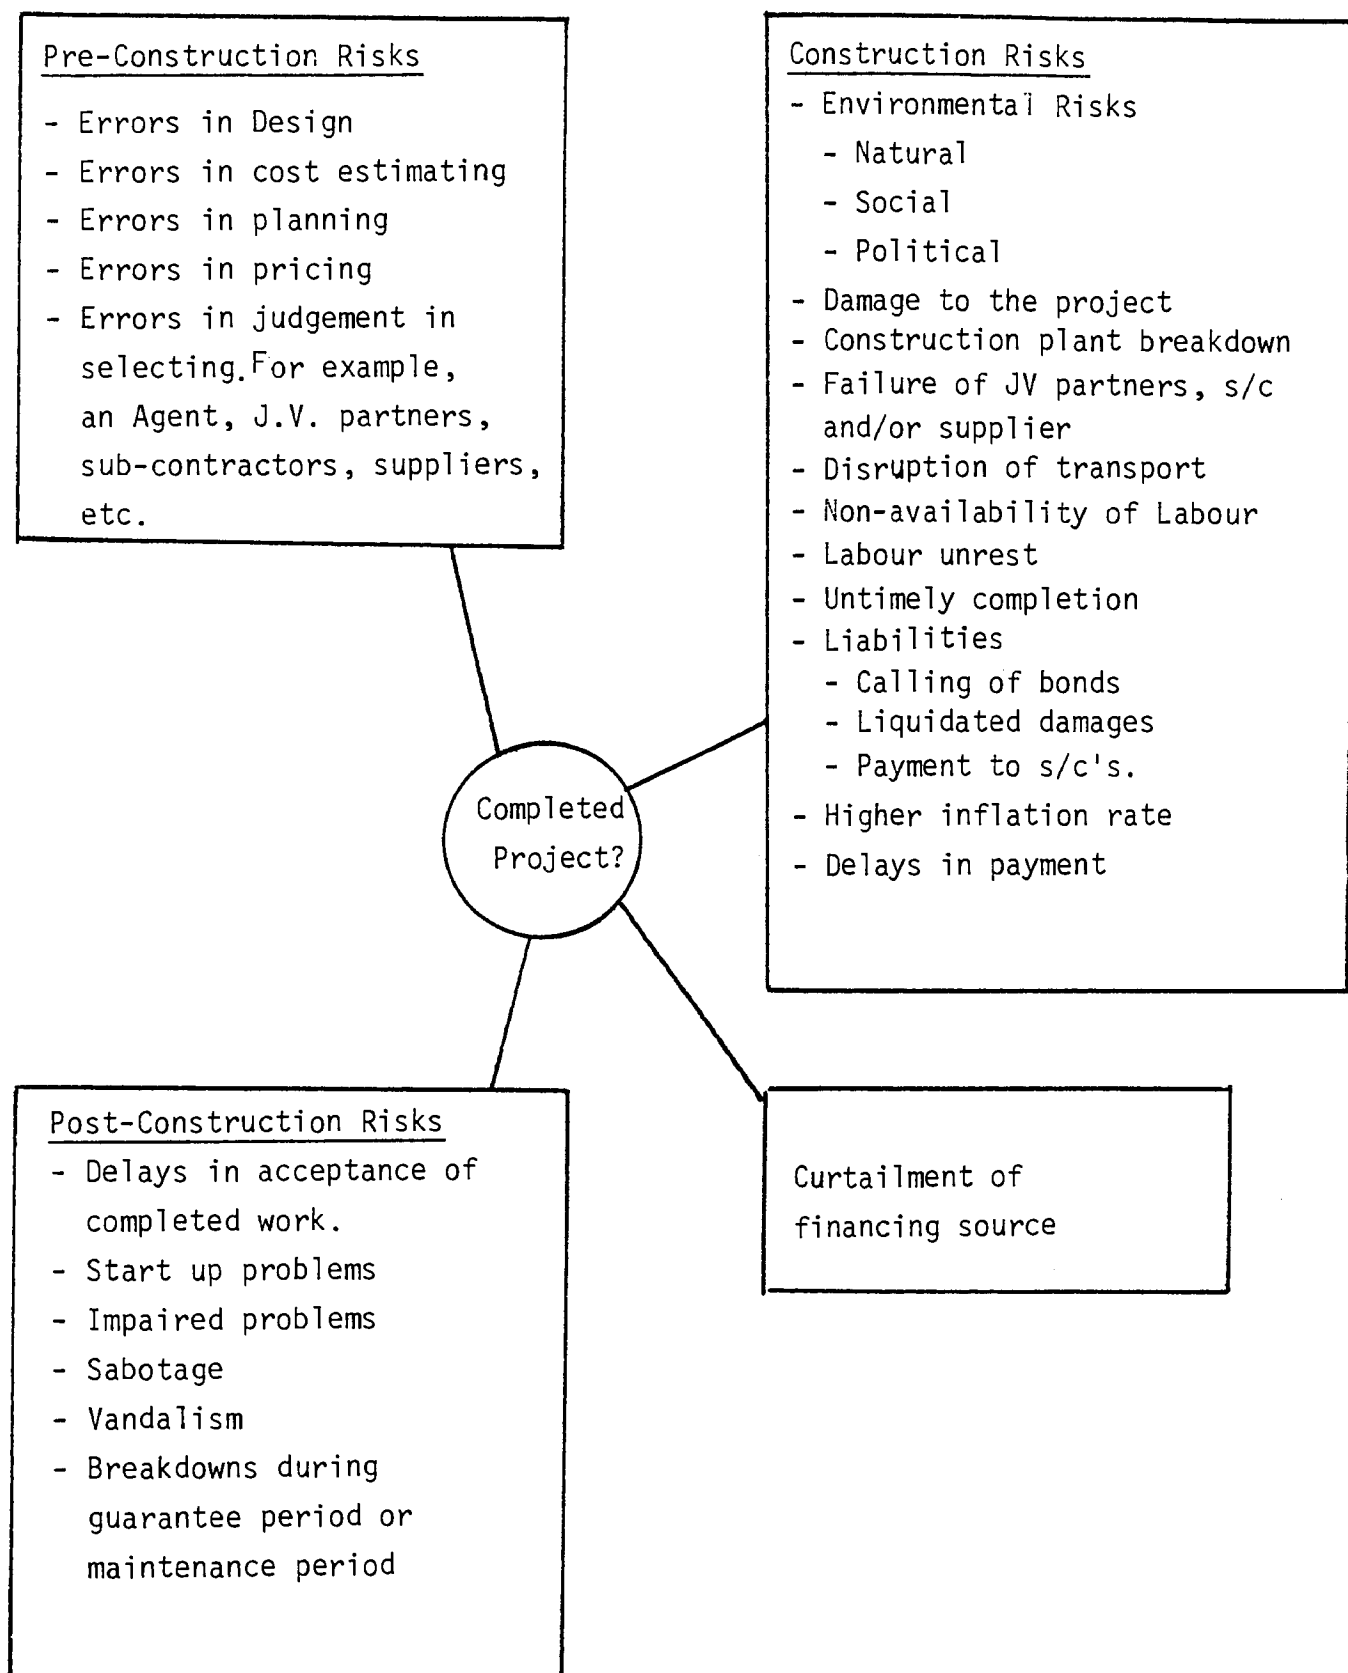 Pre-Construction Risks
- Errors in Design
- Errors in cost estimating
- Errors in planning
- Errors in pricing
- Errors in judgement in
selecting.For example,
an Agent, J.V. partners,
sub-contractors, suppliers,
etc.
Construction Risks
- Environmental Risks
- Natural
- Social
- Political
- Damage to the project
- Construction plant breakdown
- Failure of JV partners, s/c
and/or supplier
- Disruption of transport
- Non-availability of Labour
- Labour unrest
- Untimely completion
- Liabilities
- Calling of bonds
- Liquidated damages
- Payment to s/c's.
- Higher inflation rate
- Delays in payment
Completed
Project?
Post-Construction Risks
- Delays in acceptance of
completed work.
- Start up problems
- Impaired problems
- Sabotage
- Vandalism
- Breakdowns during
guarantee period or
maintenance period
Curtailment of
financing source